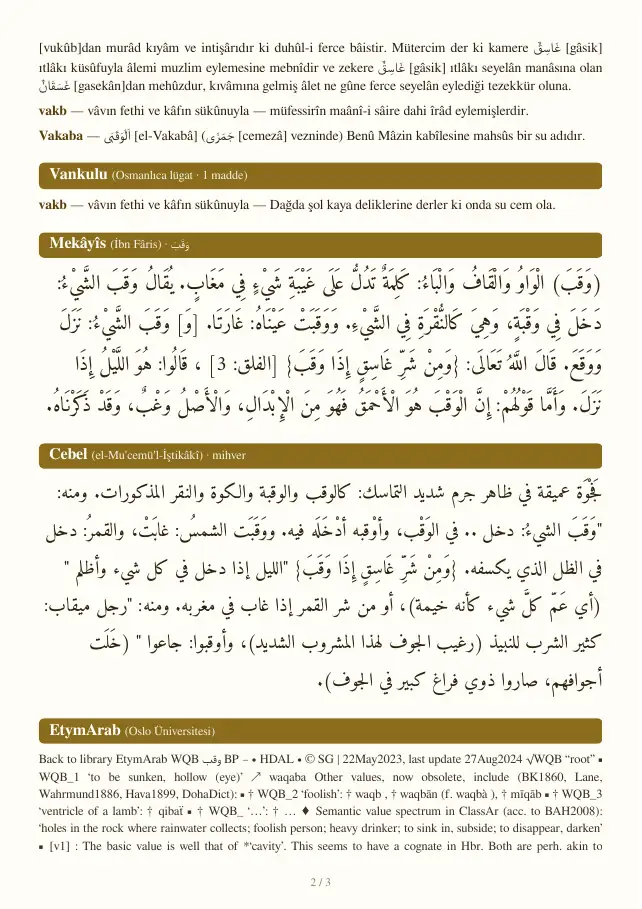 [vukûb]dan murâd kıyâm ve intişârıdır ki duhûl-i ferce bâistir. Mütercim der ki kamere غَاسِقٌ [gâsik]
ıtlâkı küsûfuyla âlemi muzlim eylemesine mebnîdir ve zekere غَاسِقٌ [gâsik] ıtlâkı seyelân manâsına olan
غَسَقَانٌ [gasekân]dan mehûzdur, kıvâmına gelmiş âlet ne gûne ferce seyelân eylediği tezekkür oluna.
vakb — vâvın fethi ve kâfın sükûnuyla — müfessirîn maânî-i sâire dahi îrâd eylemişlerdir.
Vakaba — اَلْوَقَبَى [el-Vakabâ] (جَمَزَى [cemezâ] vezninde) Benû Mâzin kabîlesine mahsûs bir su adıdır.
Vankulu (Osmanlıca lügat · 1 madde)
vakb — vâvın fethi ve kâfın sükûnuyla — Dağda şol kaya deliklerine derler ki onda su cem ola.
Mekâyîs (İbn Fâris) · وَقَبَ
(وَقَبَ) الْوَاوُ وَالْقَافُ وَالْبَاءُ: كَلِمَةٌ تَدُلُّ عَلَى غَيْبَةِ شَيْءٍ فِي مَغَابٍ. يُقَالُ وَقَبَ الشَّيْءُ:
دَخَلَ فِي وَقْبَةٍ، وَهِيَ كَالنُّقْرَةِ فِي الشَّيْءِ. وَوَقَبَتْ عَيْنَاهُ: غَارَتَا. [وَ] وَقَبَ الشَّيْءُ: نَزَلَ
وَوَقَعَ. قَالَ اللَّهُ تَعَالَى: {وَمِنْ شَرِّ غَاسِقٍ إِذَا وَقَبَ} [الفلق: 3] ، قَالُوا: هُوَ اللَّيْلُ إِذَا
نَزَلَ. وَأَمَّا قَوْلُهُمْ: إِنَّ الْوَقْبَ هُوَ الْأَحْمَقُ فَهُوَ مِنَ الْإِبْدَالِ، وَالْأَصْلُ وَغْبٌ، وَقَدْ ذَكَرْنَاهُ.
Cebel (el-Mu'cemü'l-İştikâkî) · mihver
فَجْوَة عميقة في ظاهر جرم شديد التماسك: كالوقب والوقبة والكوة والنقر المذكورات. ومنه:
"وَقَبَ الشيءُ: دخل .. في الوَقْب، وأوْقبه أدْخَلَه فيه. ووَقَبَت الشمسُ: غابَتْ، والقمرُ: دخل
في الظل الذي يكسفه. {وَمِنْ شَرِّ غَاسِقٍ إِذَا وَقَبَ} "الليل إذا دخل في كل شيء وأظلم "
(أي عَمّ كلَّ شيء كأنه خيمة)، أو من شر القمر إذا غاب في مغربه. ومنه: "رجل ميقاب:
كثير الشرب للنبيذ (رغيب الجوف لهذا المشروب الشديد)، وأوقبوا: جاعوا " (خَلَت
أجوافهم، صاروا ذوي فراغ كبير في الجوف).
EtymArab (Oslo Üniversitesi)
Back to library EtymArab WQB وقب BP – • HDAL • © SG | 22May2023, last update 27Aug2024 √WQB “root” ▪
WQB_1 ‘to be sunken, hollow (eye)’ ↗ waqaba Other values, now obsolete, include (BK1860, Lane,
Wahrmund1886, Hava1899, DohaDict): ▪ † WQB_2 ‘foolish’: † waqb , † waqbān (f. waqbà ), † mīqāb ▪ † WQB_3
‘ventricle of a lamb’: † qibaẗ ▪ † WQB_ ‘…’: † … ♦ Semantic value spectrum in ClassAr (acc. to BAH2008):
‘holes in the rock where rainwater collects; foolish person; heavy drinker; to sink in, subside; to disappear, darken’
▪ [v1] : The basic value is well that of *‘cavity’. This seems to have a cognate in Hbr. Both are perh. akin to
2 / 3